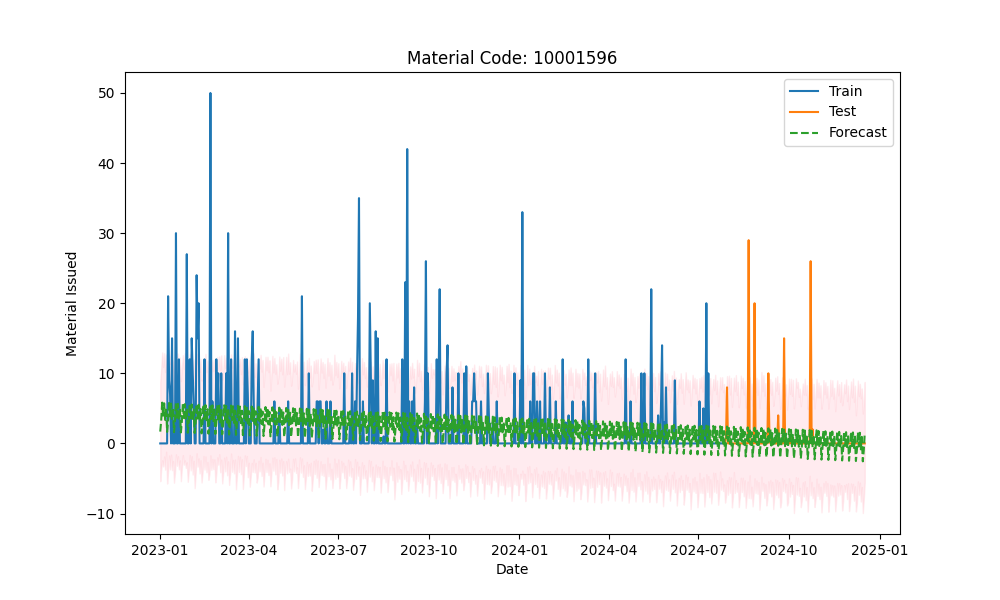 Material Code: 10001596
Train
Test
Forecast
Material Issued
50
40
30
20
10
0
−10
2023-01 2023-04 2023-07 2023-10 2024-01 2024-04 2024-07 2024-10 2025-01
Date